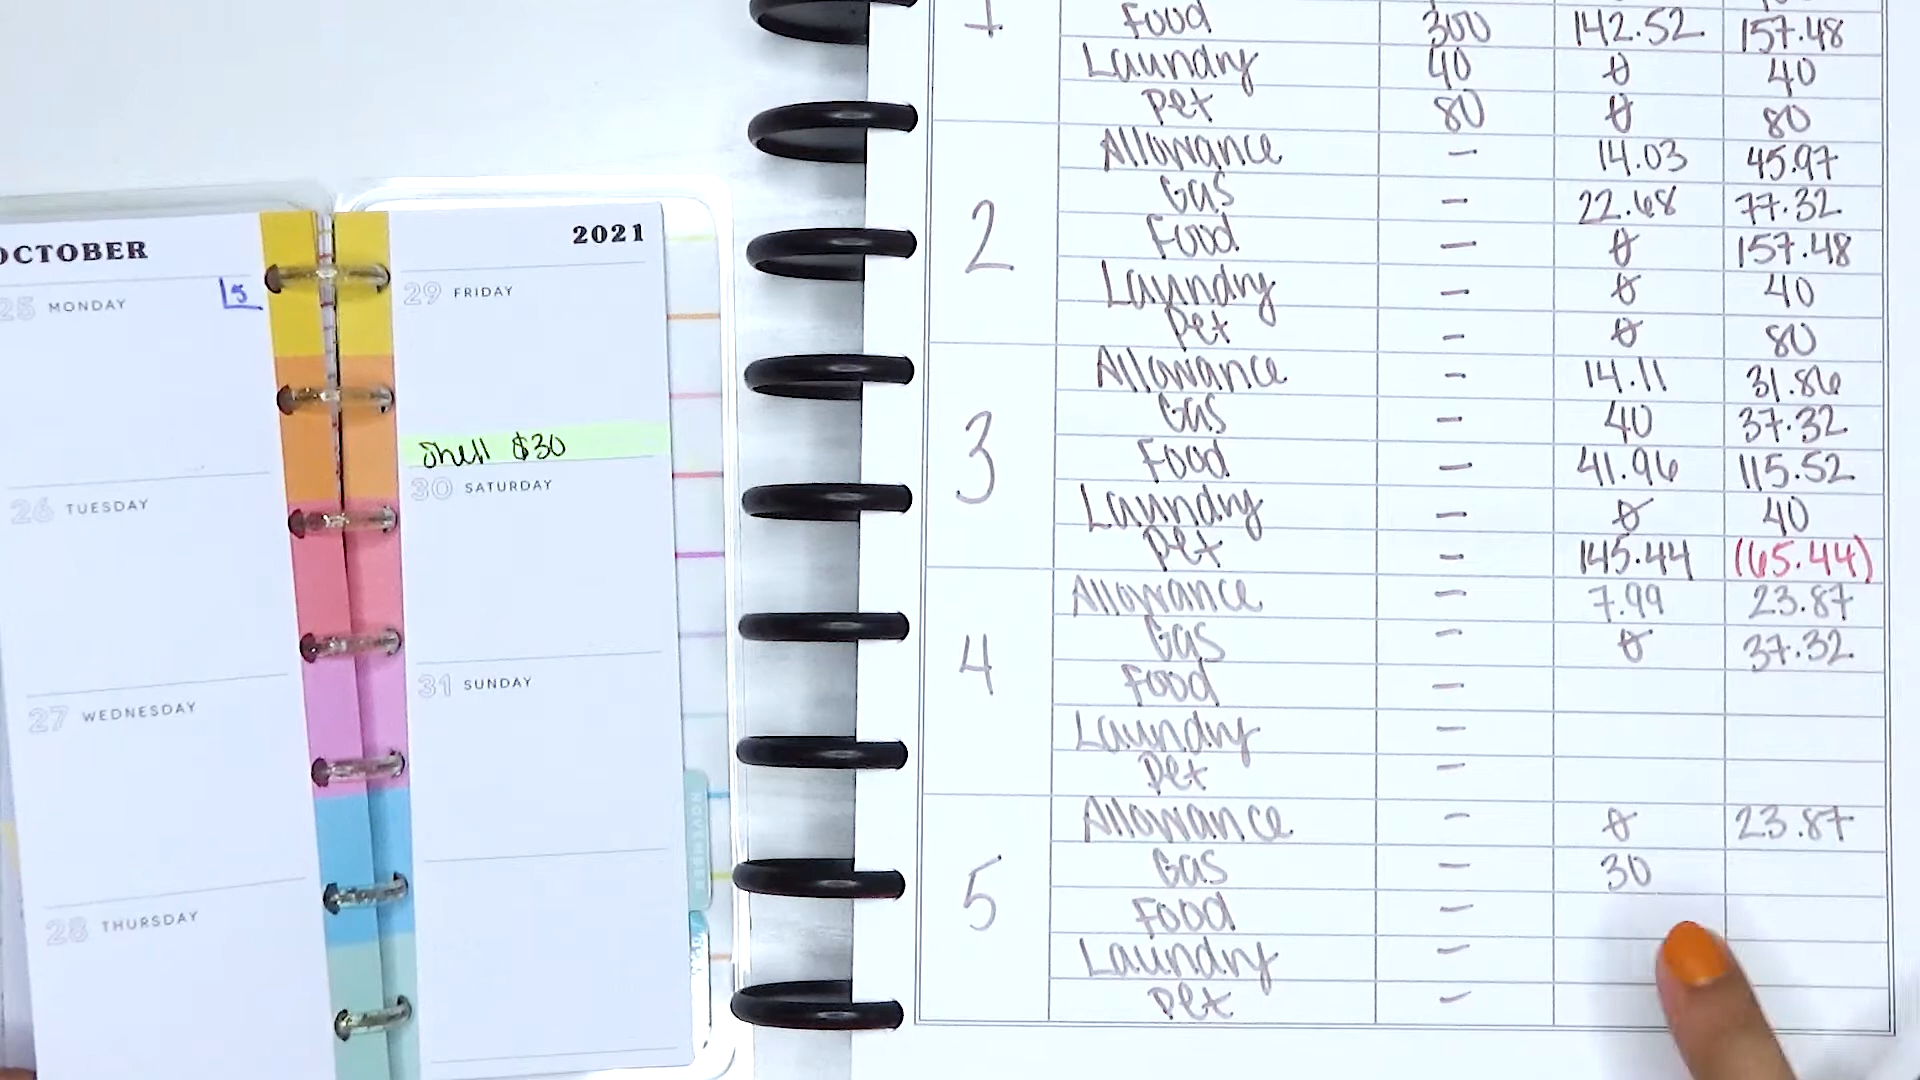 OCTOBER
25 MONDAY 5
26 TUESDAY
27 WEDNESDAY
28 THURSDAY
2021
29 FRIDAY
Shell $30
30 SATURDAY
31 SUNDAY
NOVEMBER
1 Food 300 142.52 157.48
Laundry 40 0 40
Pet 80 0 80
2 Allowance - 14.03 45.97
Gas - 22.68 77.32
Food - 0 157.48
Laundry - 0 40
Pet - 0 80
3 Allowance - 14.11 31.86
Gas - 40 37.32
Food - 41.96 115.52
Laundry - 0 40
Pet - 145.44 (65.44)
4 Allowance - 7.99 23.87
Gas - 0 37.32
Food -
Laundry -
Pet -
5 Allowance - 0 23.87
Gas - 30
Food -
Laundry -
Pet -